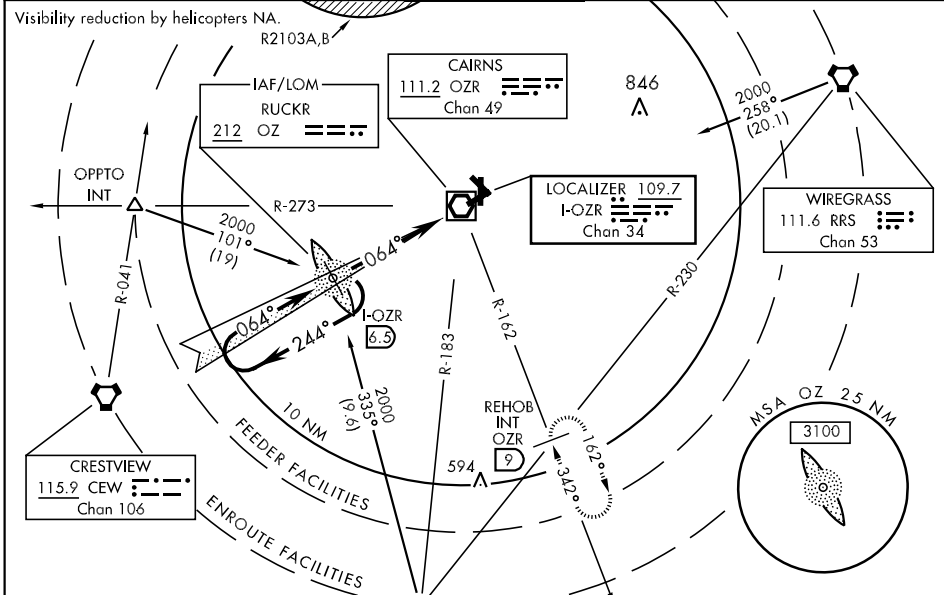 Visibility reduction by helicopters NA.
R2103A,B
IAF/LOM
RUCKR
212 OZ
CAIRNS
111.2 OZR
Chan 49
846
2000
258°
(20.1)
OPPTO
INT
R-273
2000
101°
(19)
064°
LOCALIZER 109.7
I-OZR
Chan 34
WIREGRASS
111.6 RRS
Chan 53
R-041
R-230
R-162
R-183
064°
244°
I-OZR
6.5
2000
335°
(9.6)
10 NM
REHOB
INT
OZR
9
162°
342°
594
FEEDER FACILITIES
ENROUTE FACILITIES
CRESTVIEW
115.9 CEW
Chan 106
MSA OZ 25 NM
3100